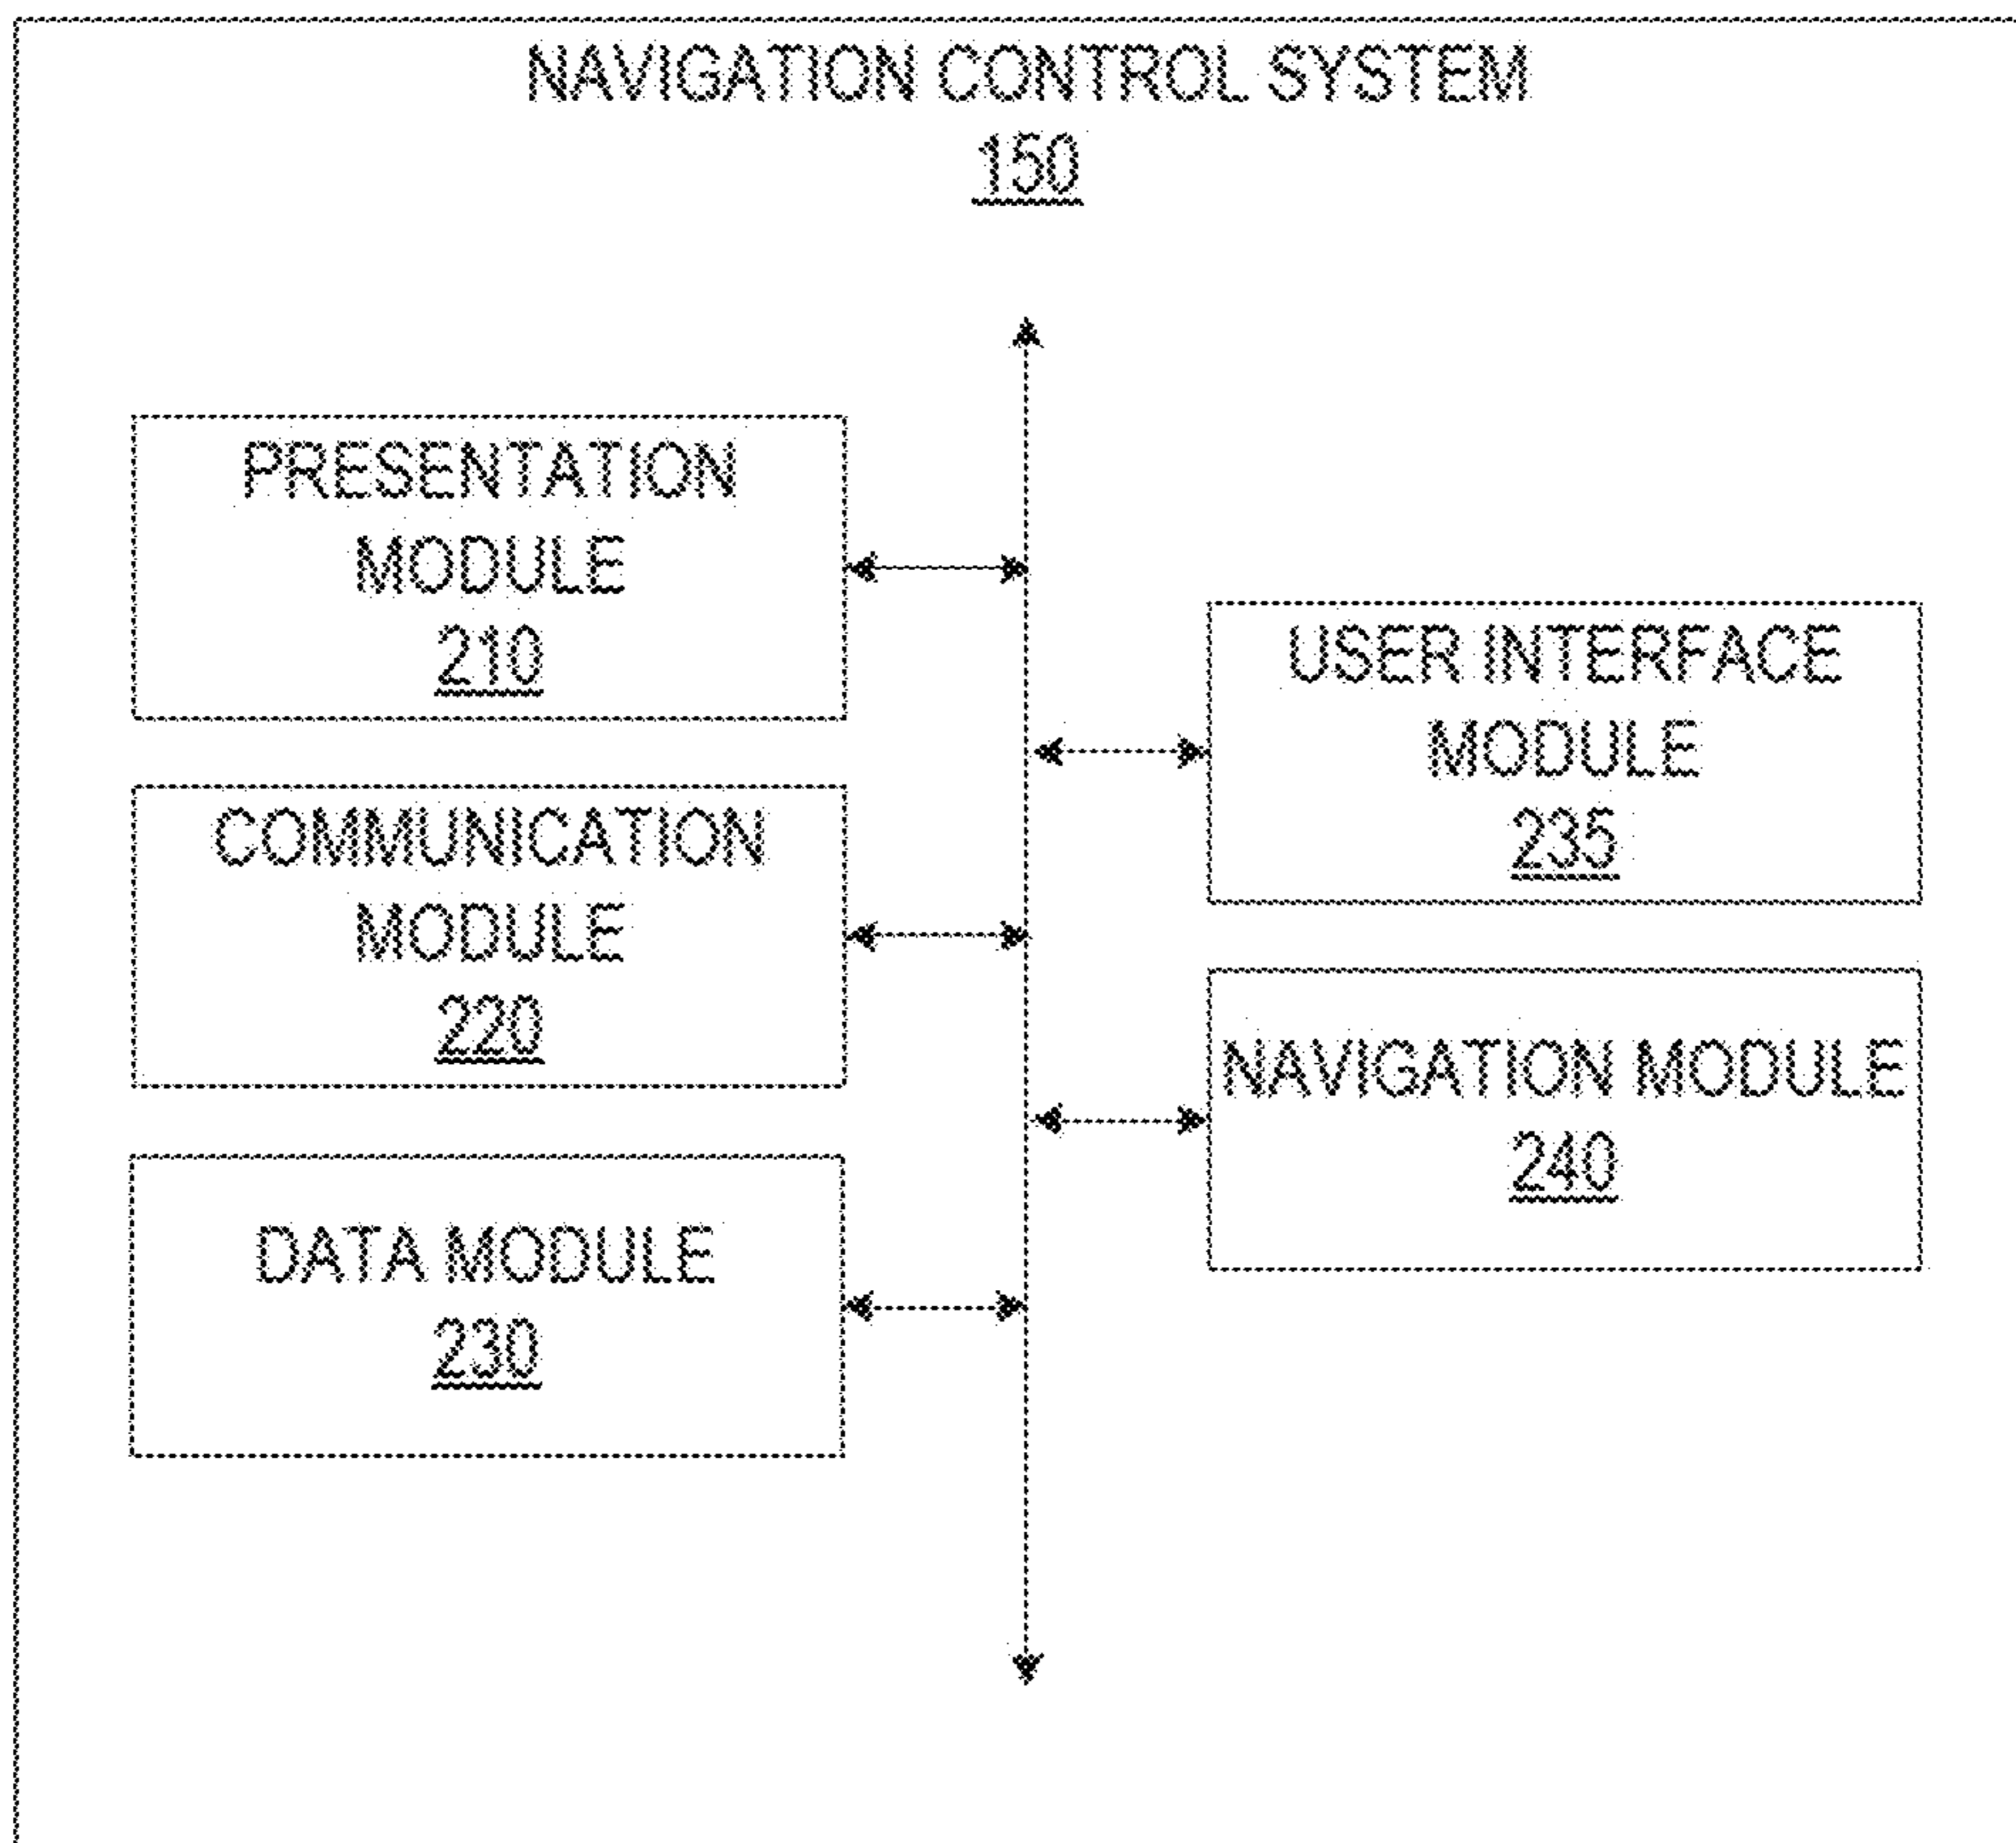 NAVIGATION CONTROL SYSTEM
150
PRESENTATION
MODULE
210
COMMUNICATION
MODULE
220
DATA MODULE
230
USER INTERFACE
MODULE
235
NAVIGATION MODULE
240